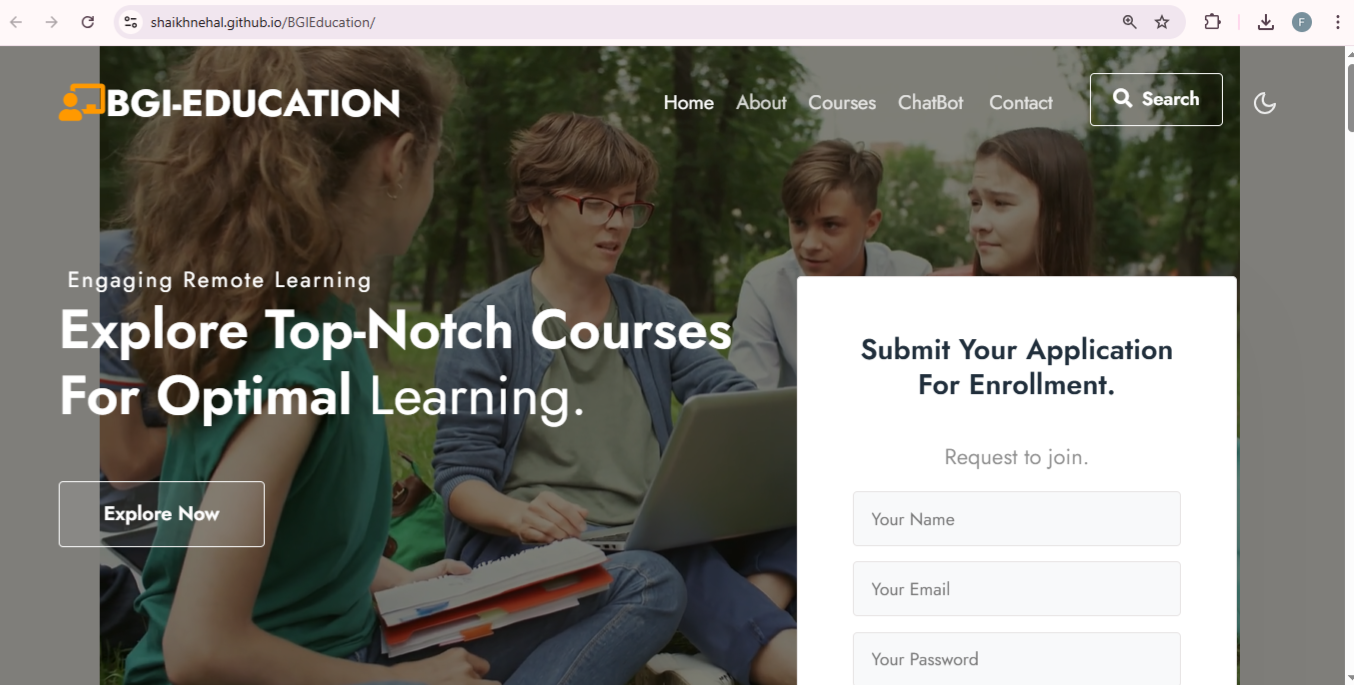 shaikhnehal.github.io/BGIEducation/
F
BGI-EDUCATION
Home About Courses ChatBot Contact Search
Engaging Remote Learning
Explore Top-Notch Courses
For Optimal Learning.
Explore Now
Submit Your Application
For Enrollment.
Request to join.
Your Name
Your Email
Your Password